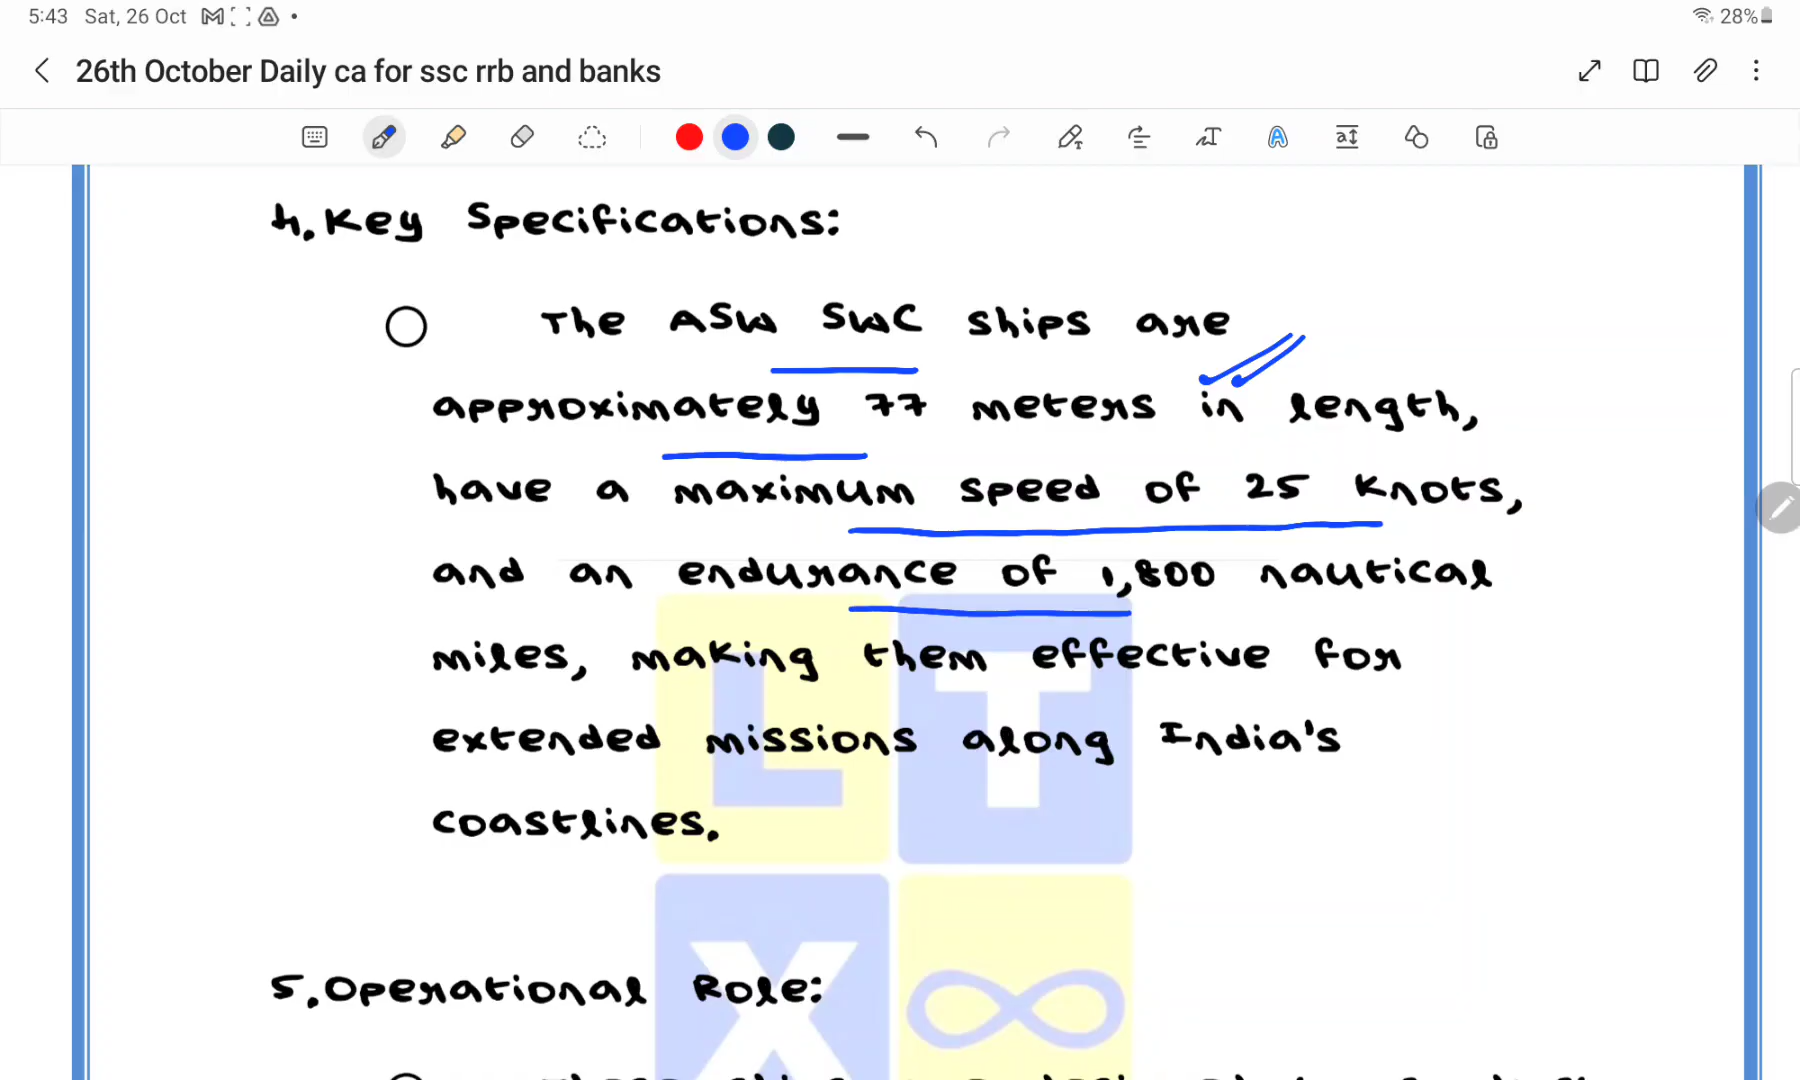 5:43 Sat, 26 Oct
28%
26th October Daily ca for ssc rrb and banks
4.Key Specifications:
The ASW SWC ships are
approximately 77 meters in length,
have a maximum speed of 25 knots,
and an endurance of 1,800 nautical
miles, making them effective for
extended missions along India's
coastlines.
L T
X ∞
5.Operational Role: